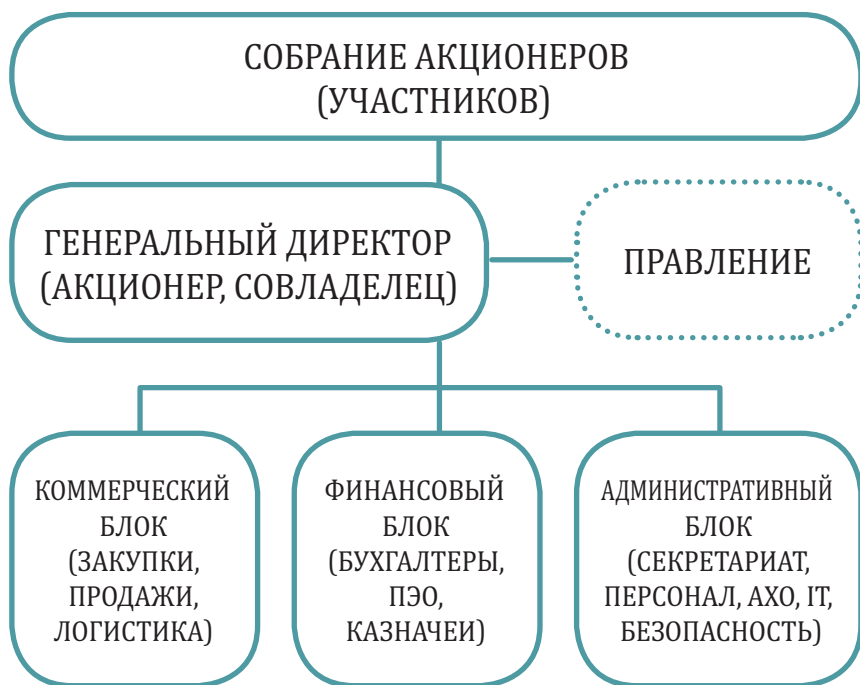 СОБРАНИЕ АКЦИОНЕРОВ
(УЧАСТНИКОВ)
ГЕНЕРАЛЬНЫЙ ДИРЕКТОР
(АКЦИОНЕР, СОВЛАДЕЛЕЦ)
ПРАВЛЕНИЕ
КОММЕРЧЕСКИЙ
БЛОК
(ЗАКУПКИ,
ПРОДАЖИ,
ЛОГИСТИКА)
ФИНАНСОВЫЙ
БЛОК
(БУХГАЛТЕРЫ,
ПЭО,
КАЗНАЧЕИ)
АДМИНИСТРАТИВНЫЙ
БЛОК
(СЕКРЕТАРИАТ,
ПЕРСОНАЛ, АХО, IT,
БЕЗОПАСНОСТЬ)